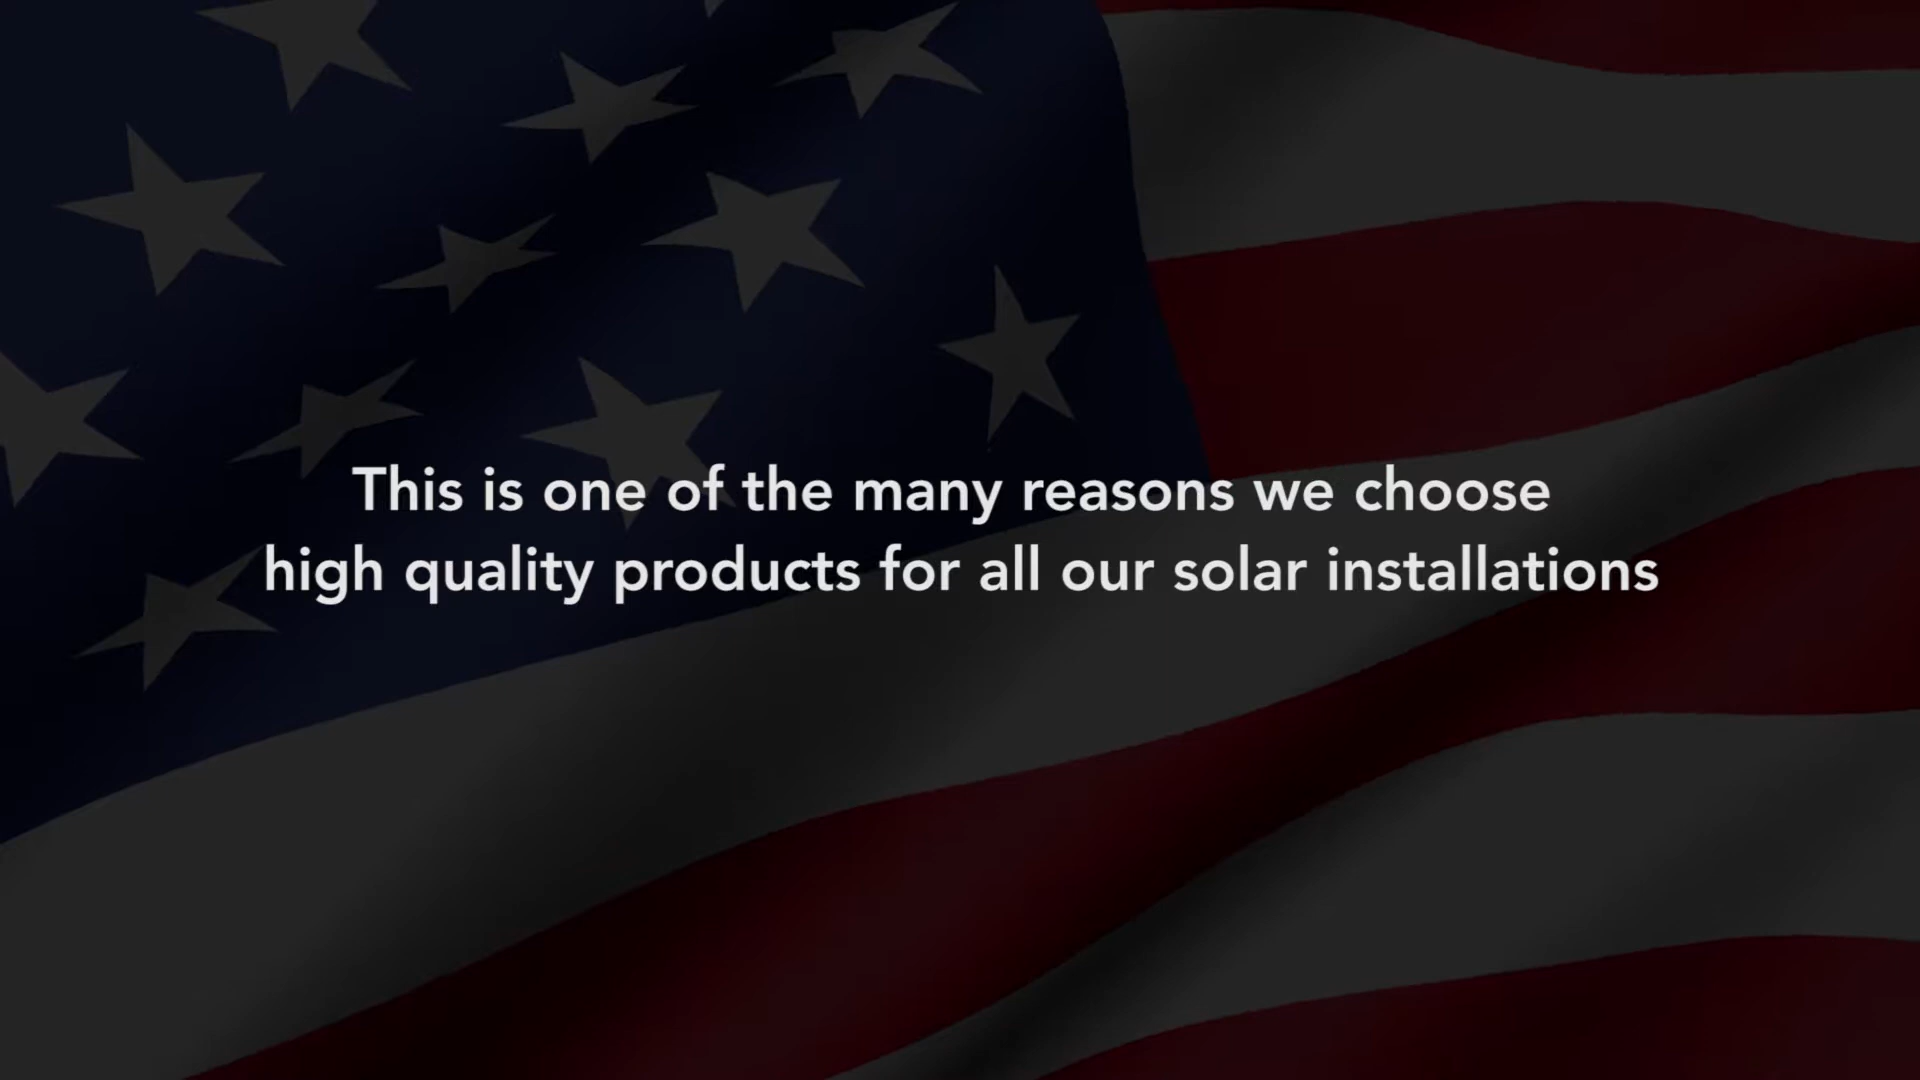 This is one of the many reasons we choose
high quality products for all our solar installations